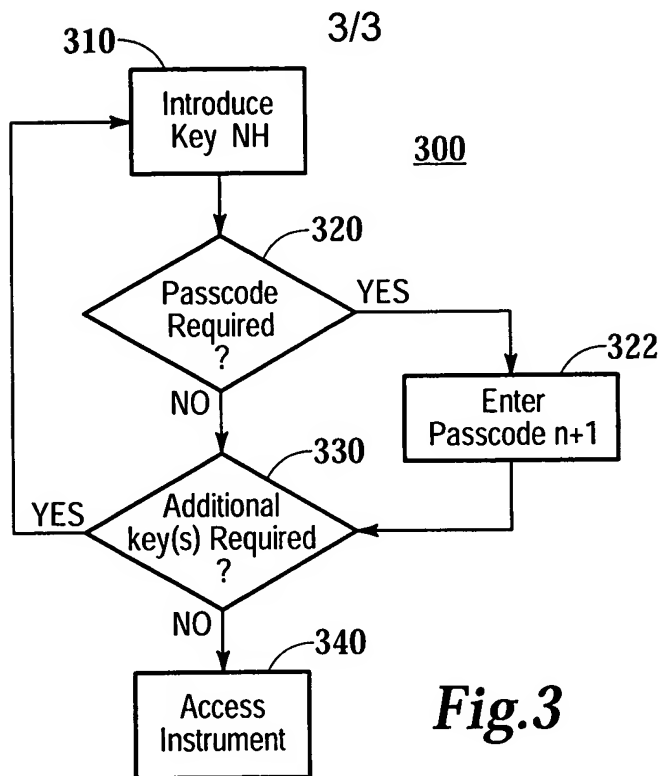 3/3
310
Introduce
Key NH
300
320
Passcode
Required
?
YES
322
Enter
Passcode n+1
NO
330
YES
Additional
key(s) Required
?
NO
340
Access
Instrument
Fig.3